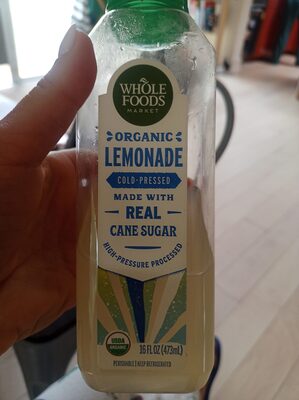 WHOLE
FOODS
MARKET
ORGANIC
LEMONADE
COLD-PRESSED
MADE WITH
REAL
CANE SUGAR
HIGH-PRESSURE PROCESSED
USDA
ORGANIC
16 FL OZ (473mL)
PERISHABLE | KEEP REFRIGERATED